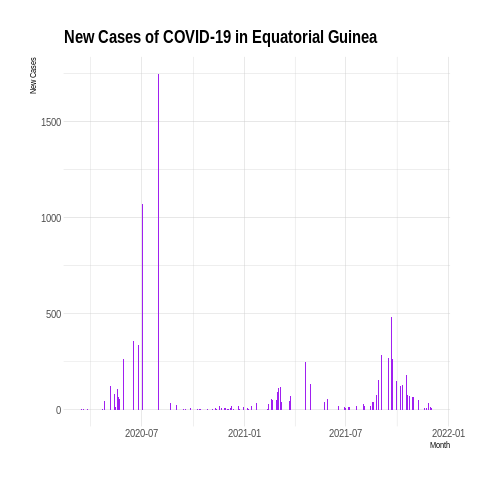 New Cases of COVID-19 in Equatorial Guinea
New Cases
1500
1000
500
0
2020-07
2021-01
2021-07
2022-01
Month